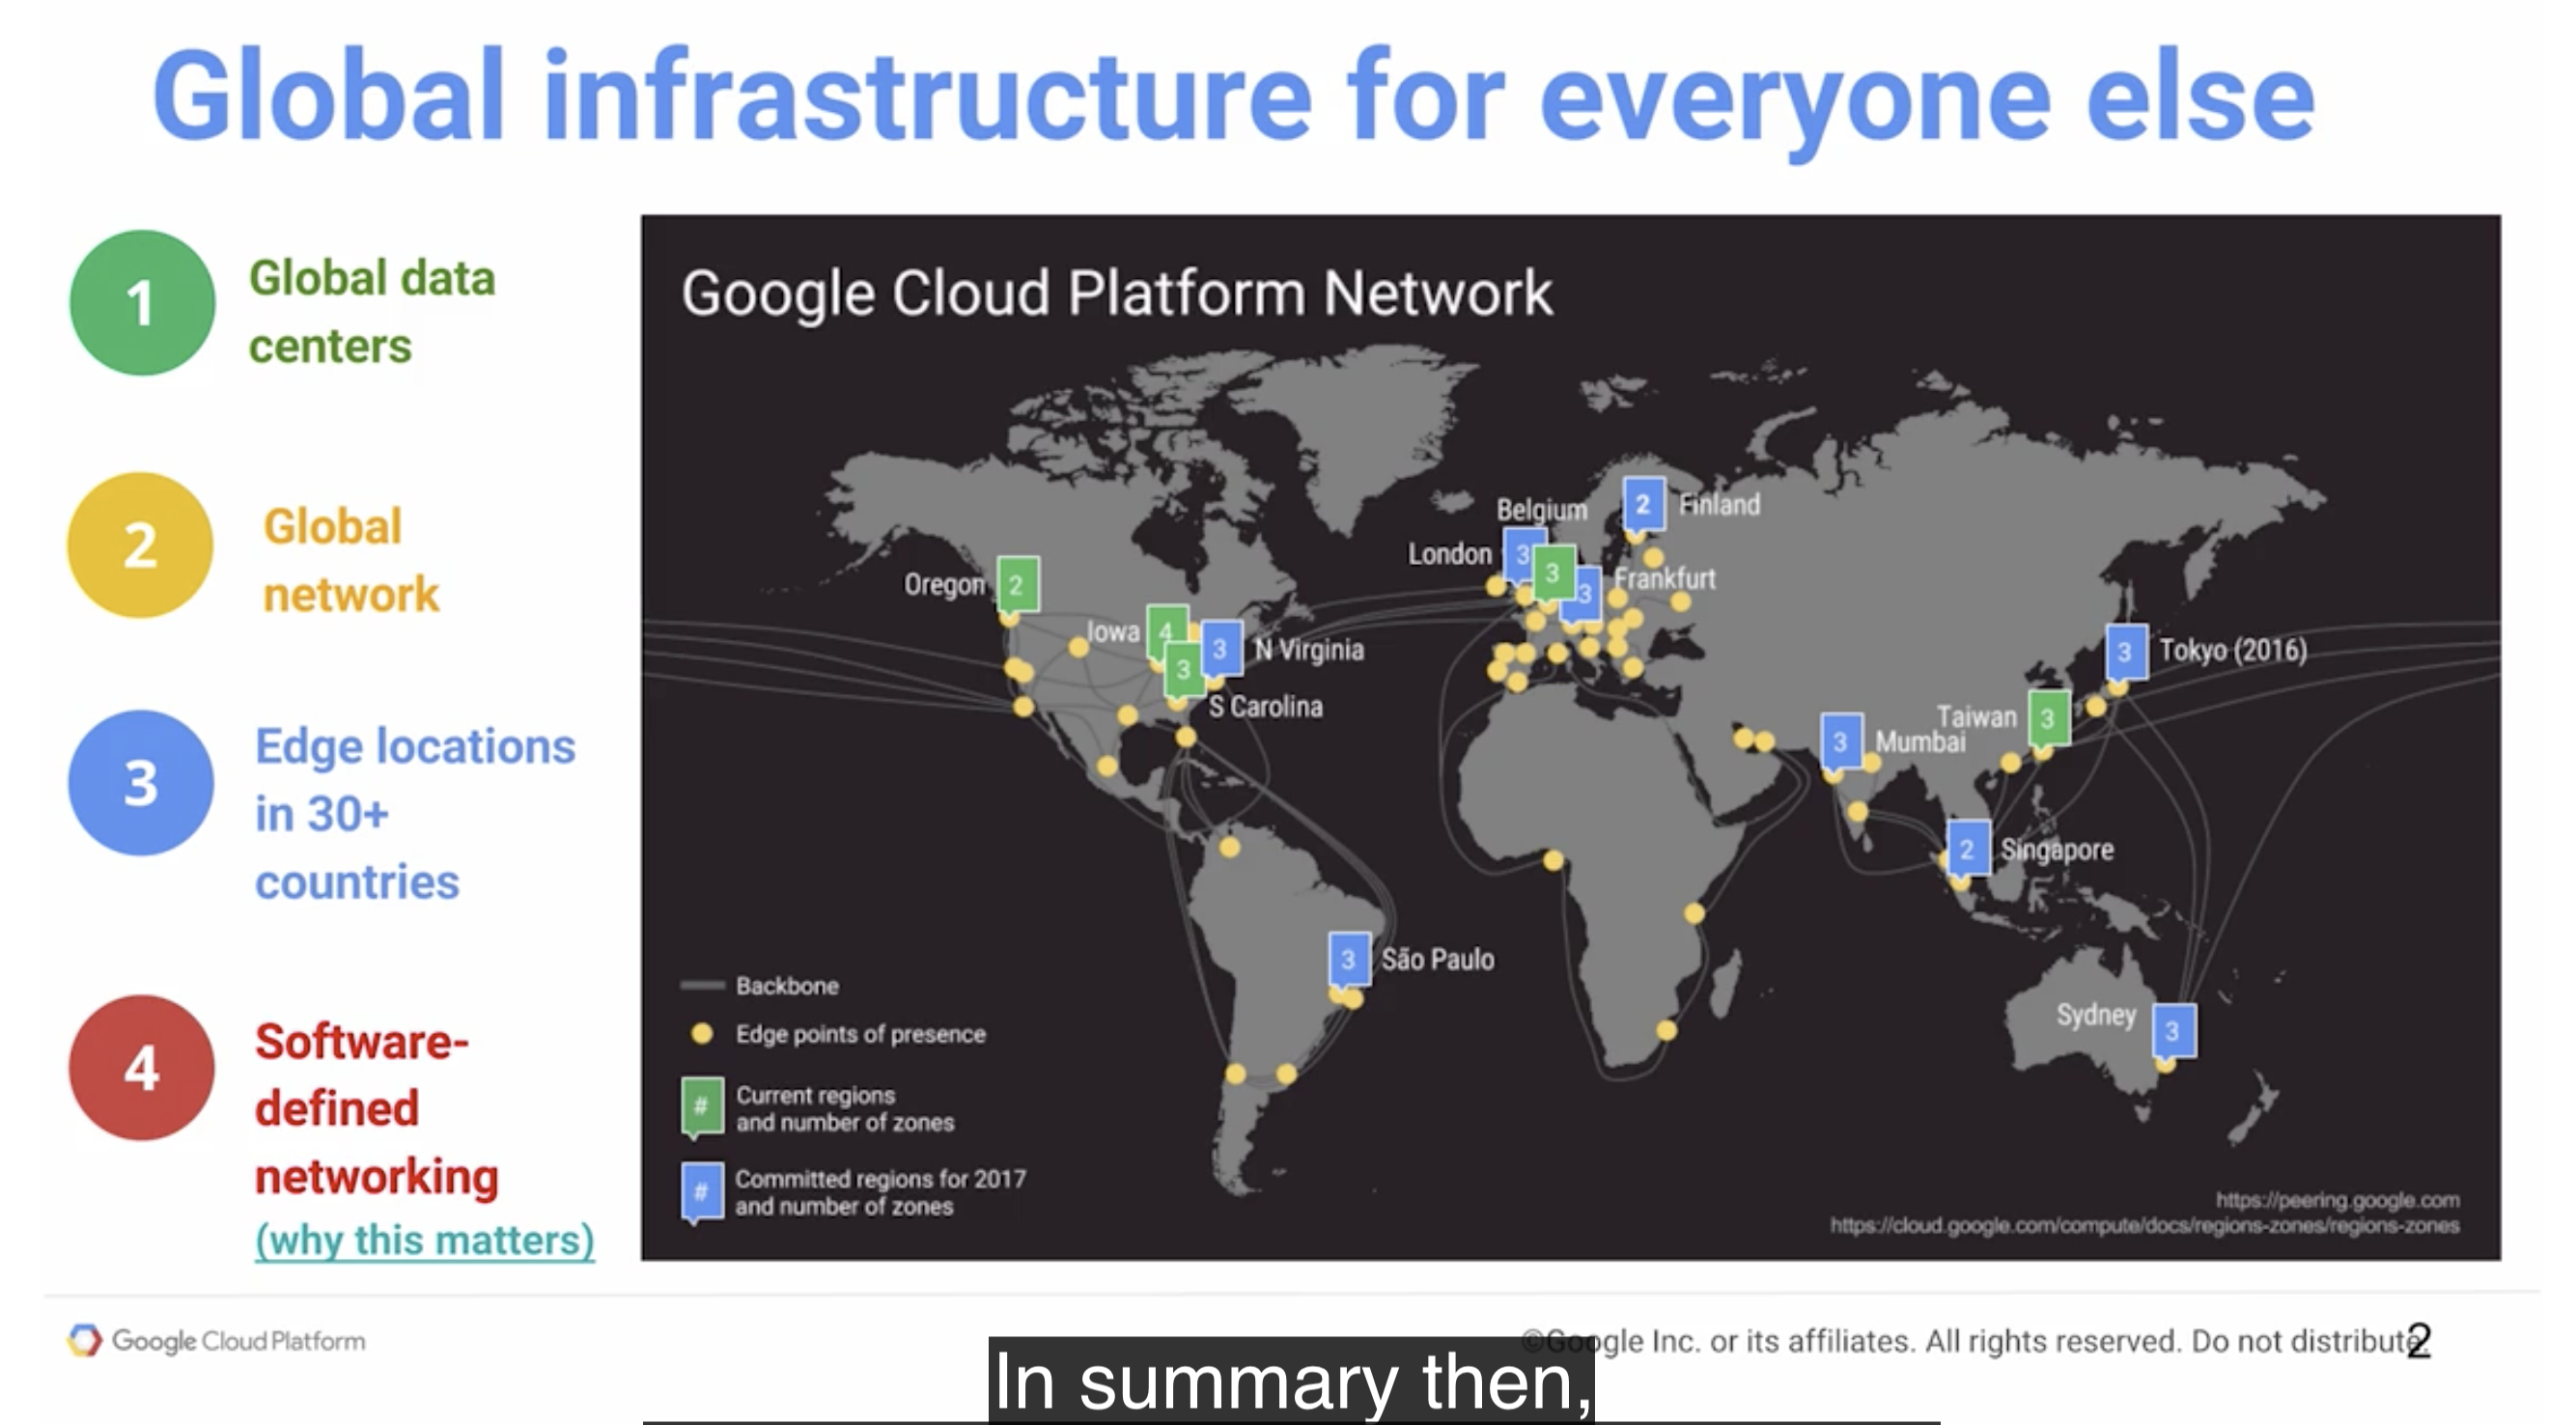 Global infrastructure for everyone else
1
Global data
centers
2
Global
network
3
Edge locations
in 30+
countries
4
Software-
defined
networking
(why this matters)
Google Cloud Platform Network
2
Finland
Belgium
London
3
3
3
Frankfurt
Oregon
2
Iowa
4
3
N Virginia
3
S Carolina
3
Tokyo (2016)
Taiwan
3
3
Mumbai
2
Singapore
3
São Paulo
Sydney
3
Backbone
Edge points of presence
#
Current regions
and number of zones
#
Committed regions for 2017
and number of zones
https://peering.google.com
https://cloud.google.com/compute/docs/regions-zones/regions-zones
Google Cloud Platform
©Google Inc. or its affiliates. All rights reserved. Do not distribute.
2
In summary then,